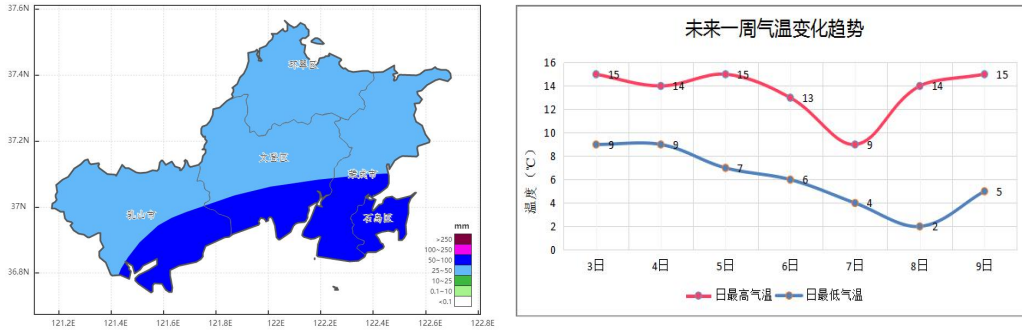 37.6N
37.4N
37.2N
37N
36.8N
121.2E
121.4E
121.6E
121.8E
122E
122.2E
122.4E
122.6E
122.8E
环翠区
文登区
荣成市
乳山市
石岛区
mm
>250
100~250
50~100
25~50
10~25
0.1~10
<0.1
未来一周气温变化趋势
温度（℃）
16
14
12
10
8
6
4
2
0
15
14
15
13
9
14
15
9
9
7
6
4
2
5
3日
4日
5日
6日
7日
8日
9日
日最高气温
日最低气温